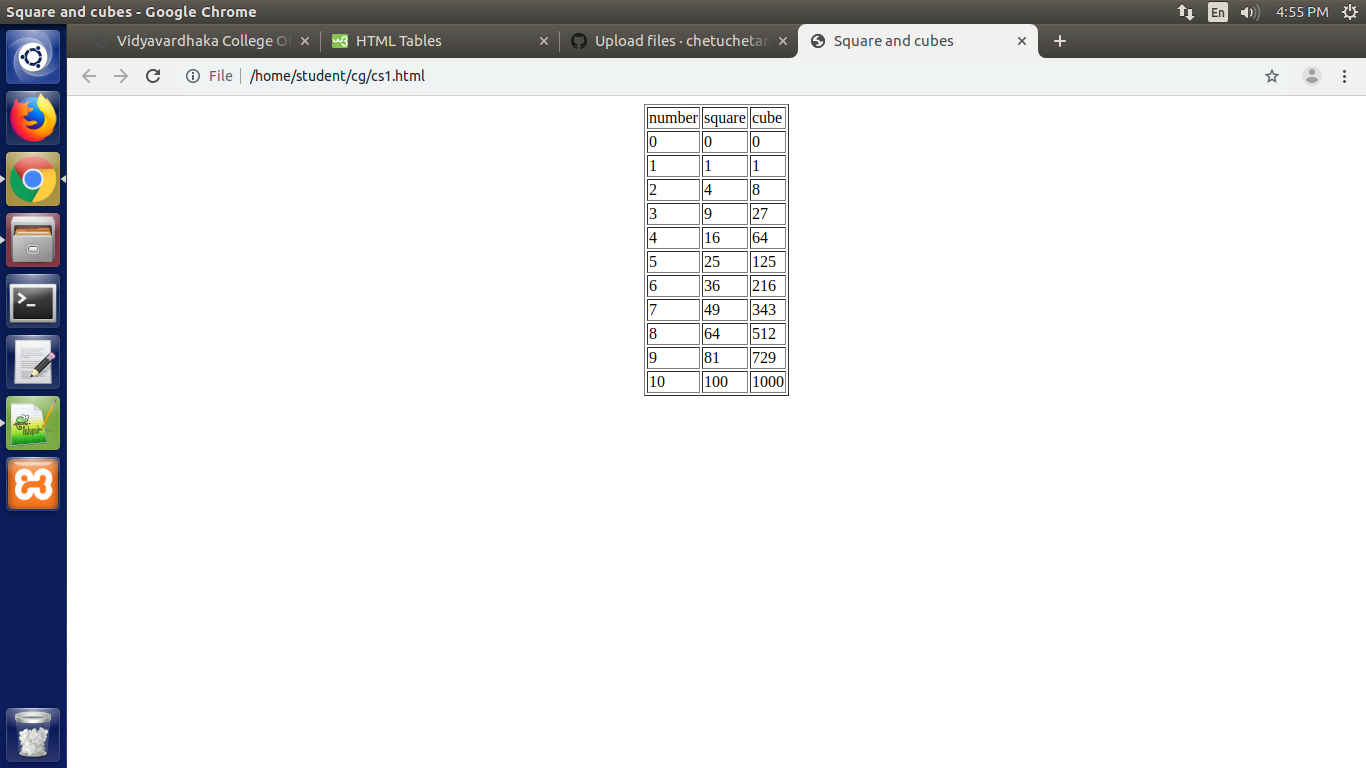 Square and cubes - Google Chrome
En 4:55 PM
Vidyavardhaka College O
HTML Tables
Upload files · chetuchetan
Square and cubes
File /home/student/cg/cs1.html
number square cube
0 0 0
1 1 1
2 4 8
3 9 27
4 16 64
5 25 125
6 36 216
7 49 343
8 64 512
9 81 729
10 100 1000